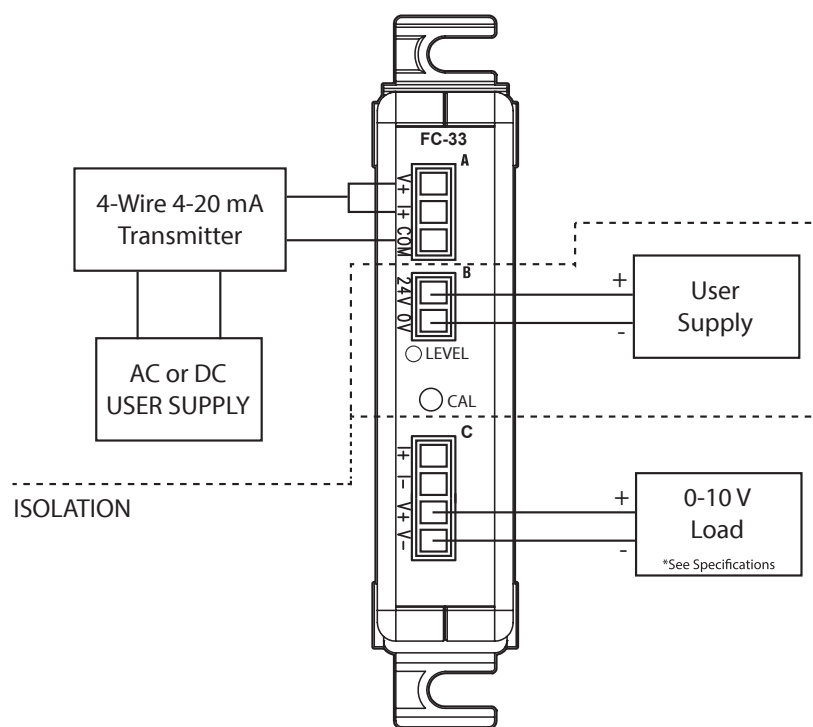 FC-33
A
V+
I+
COM
4-Wire 4-20 mA
Transmitter
AC or DC
USER SUPPLY
B
24V
0V
+
-
User
Supply
LEVEL
CAL
ISOLATION
C
I+
I-
V+
V-
+
-
0-10 V
Load
*See Specifications